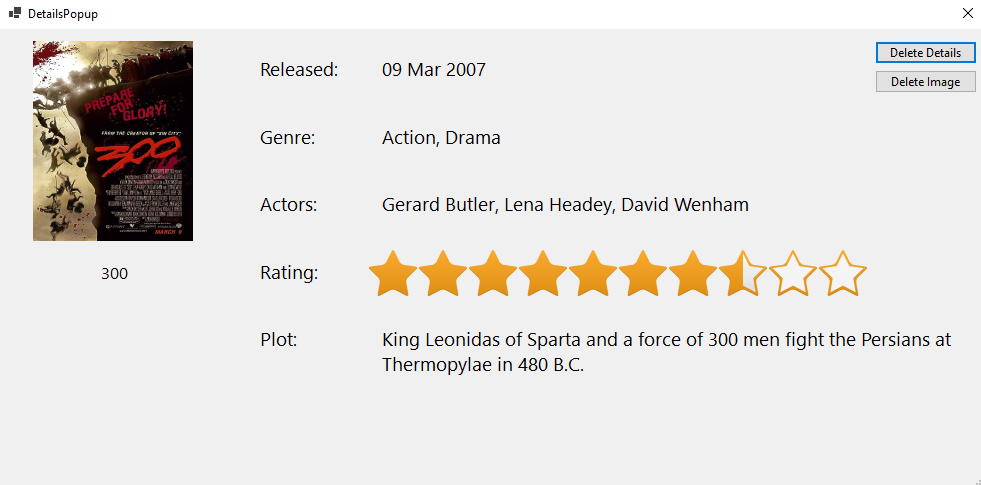 DetailsPopup
Delete Details
Delete Image
PREPARE
FOR
GLORY!
FROM THE CREATOR OF "SIN CITY"
300
MARCH 9
300
Released: 09 Mar 2007
Genre: Action, Drama
Actors: Gerard Butler, Lena Headey, David Wenham
Rating:
Plot: King Leonidas of Sparta and a force of 300 men fight the Persians at
Thermopylae in 480 B.C.